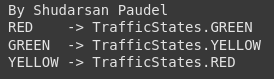 By Shudarsan Paudel
RED    -> TrafficStates.GREEN
GREEN  -> TrafficStates.YELLOW
YELLOW -> TrafficStates.RED